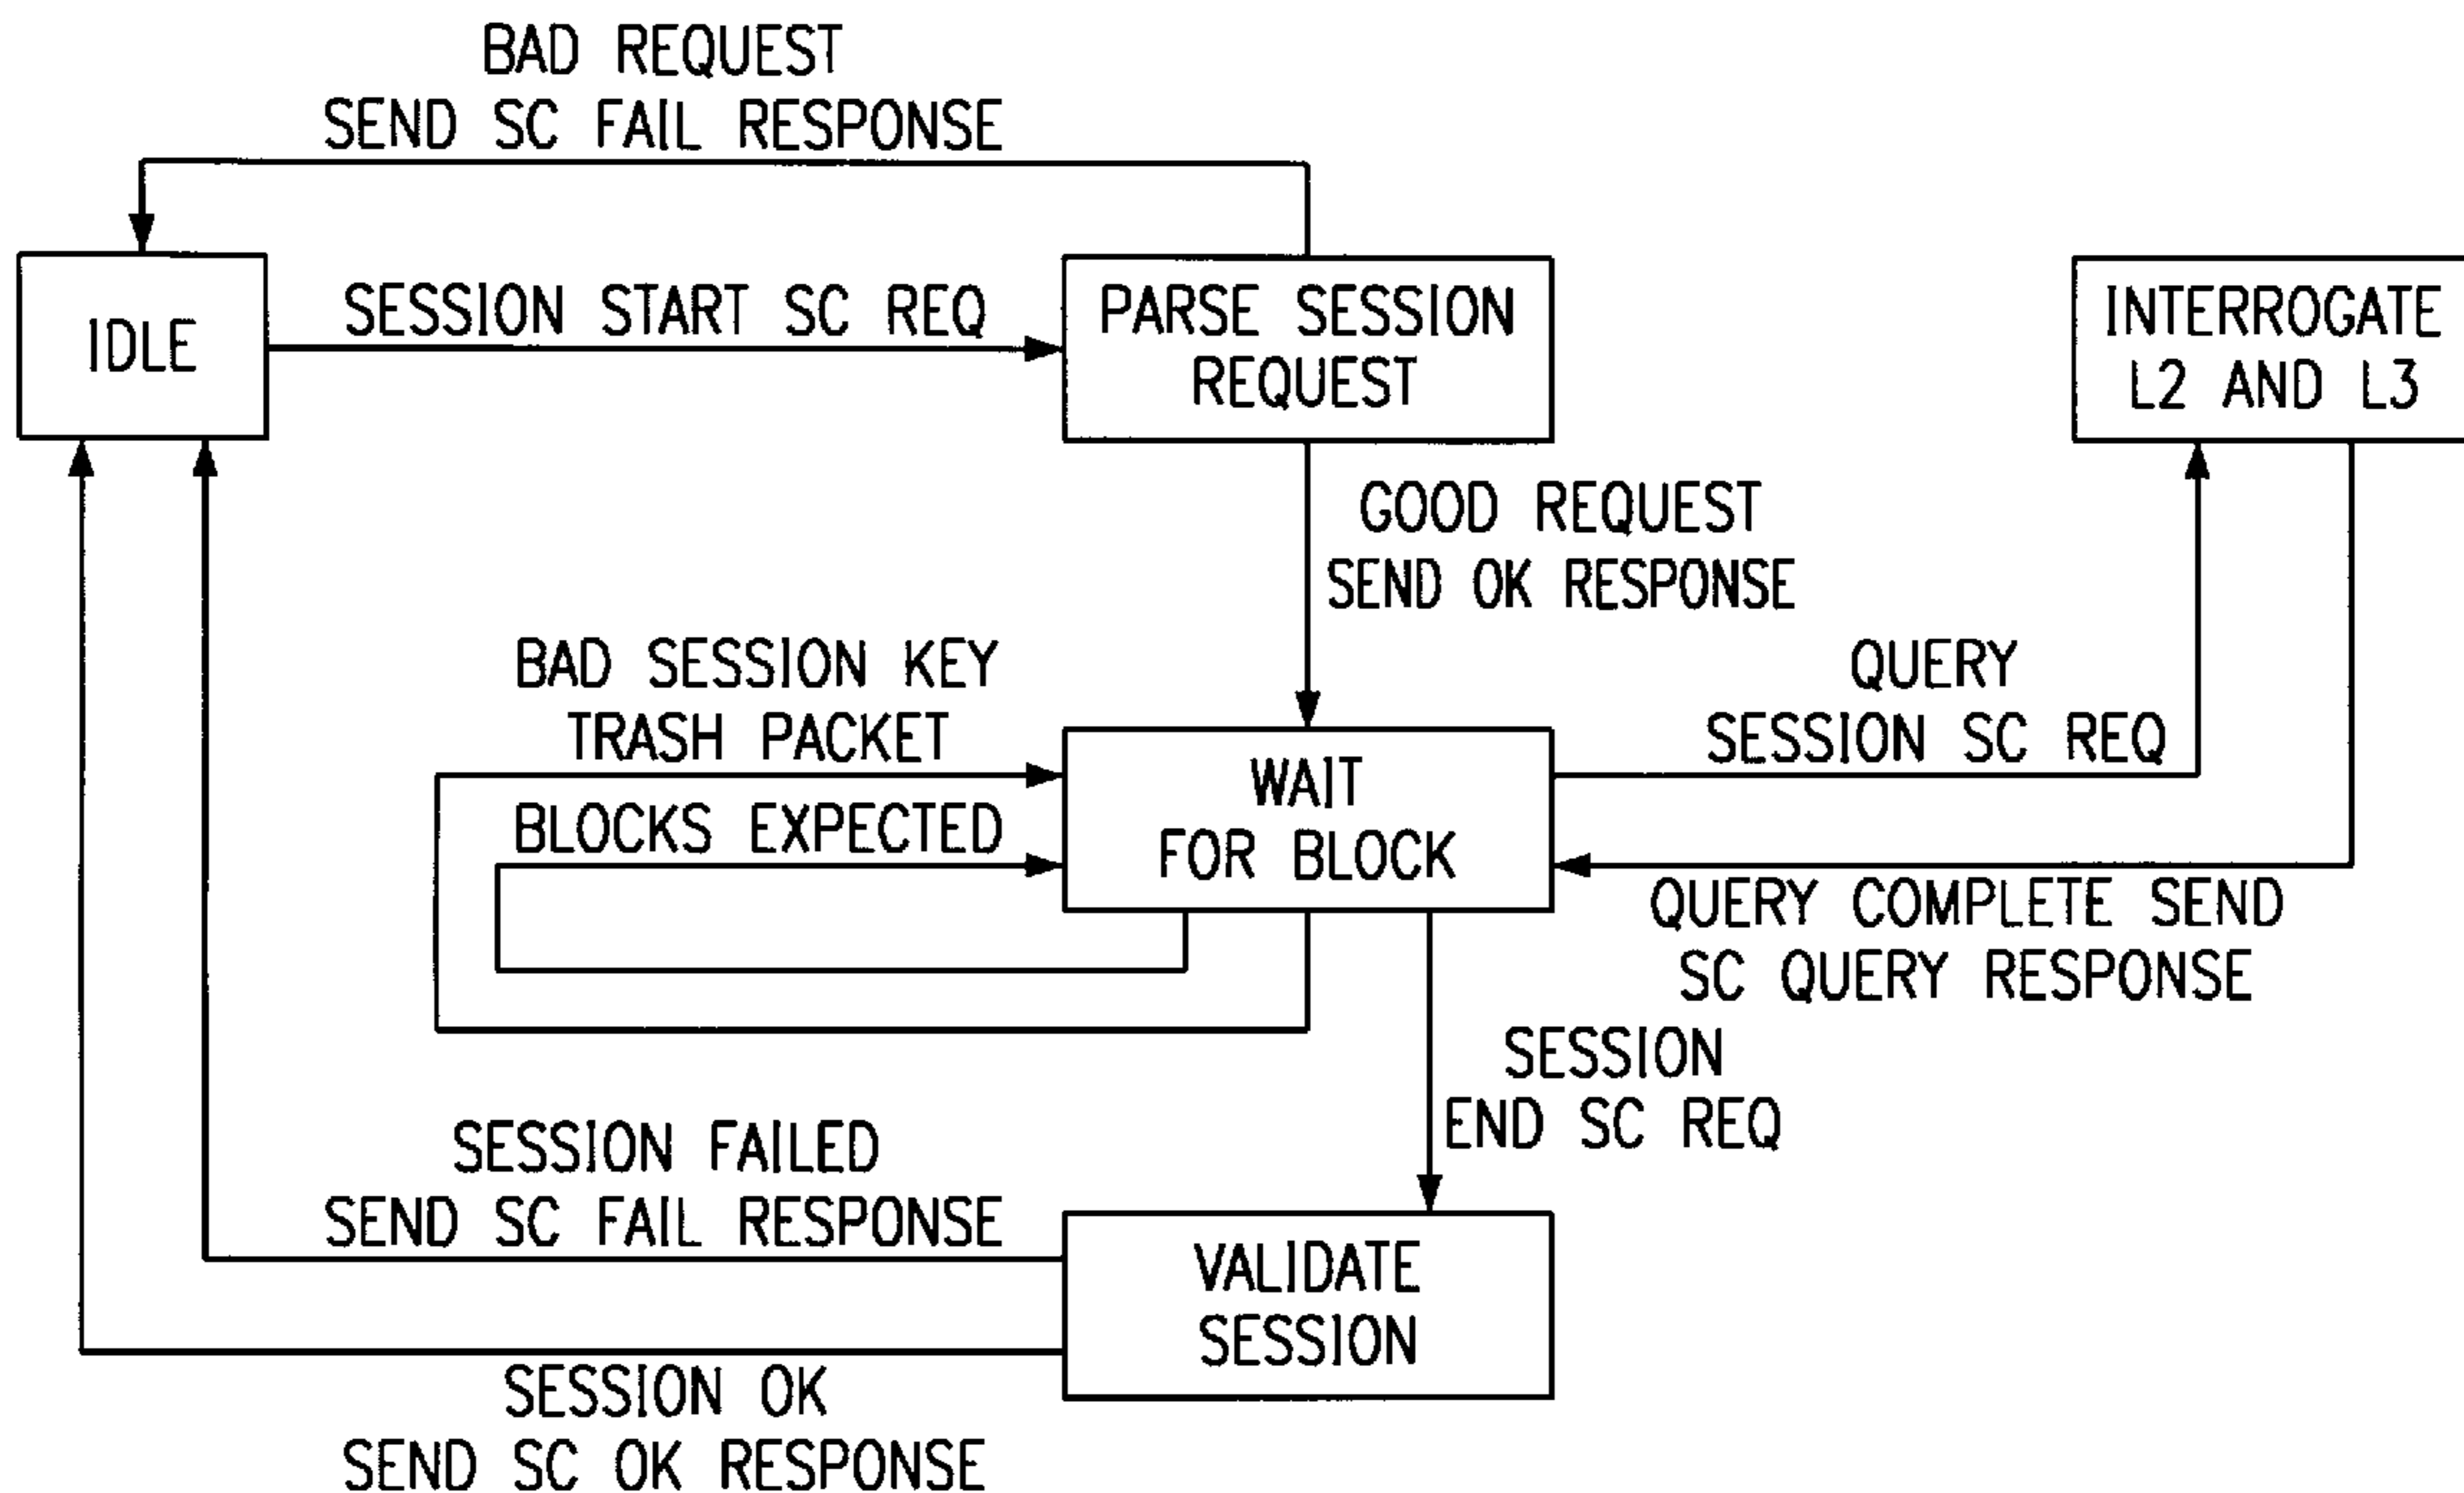 BAD REQUEST
SEND SC FAIL RESPONSE
IDLE
SESSION START SC REQ
PARSE SESSION
REQUEST
INTERROGATE
L2 AND L3
GOOD REQUEST
SEND OK RESPONSE
BAD SESSION KEY
TRASH PACKET
BLOCKS EXPECTED
WAIT
FOR BLOCK
QUERY
SESSION SC REQ
QUERY COMPLETE SEND
SC QUERY RESPONSE
SESSION
END SC REQ
SESSION FAILED
SEND SC FAIL RESPONSE
VALIDATE
SESSION
SESSION OK
SEND SC OK RESPONSE